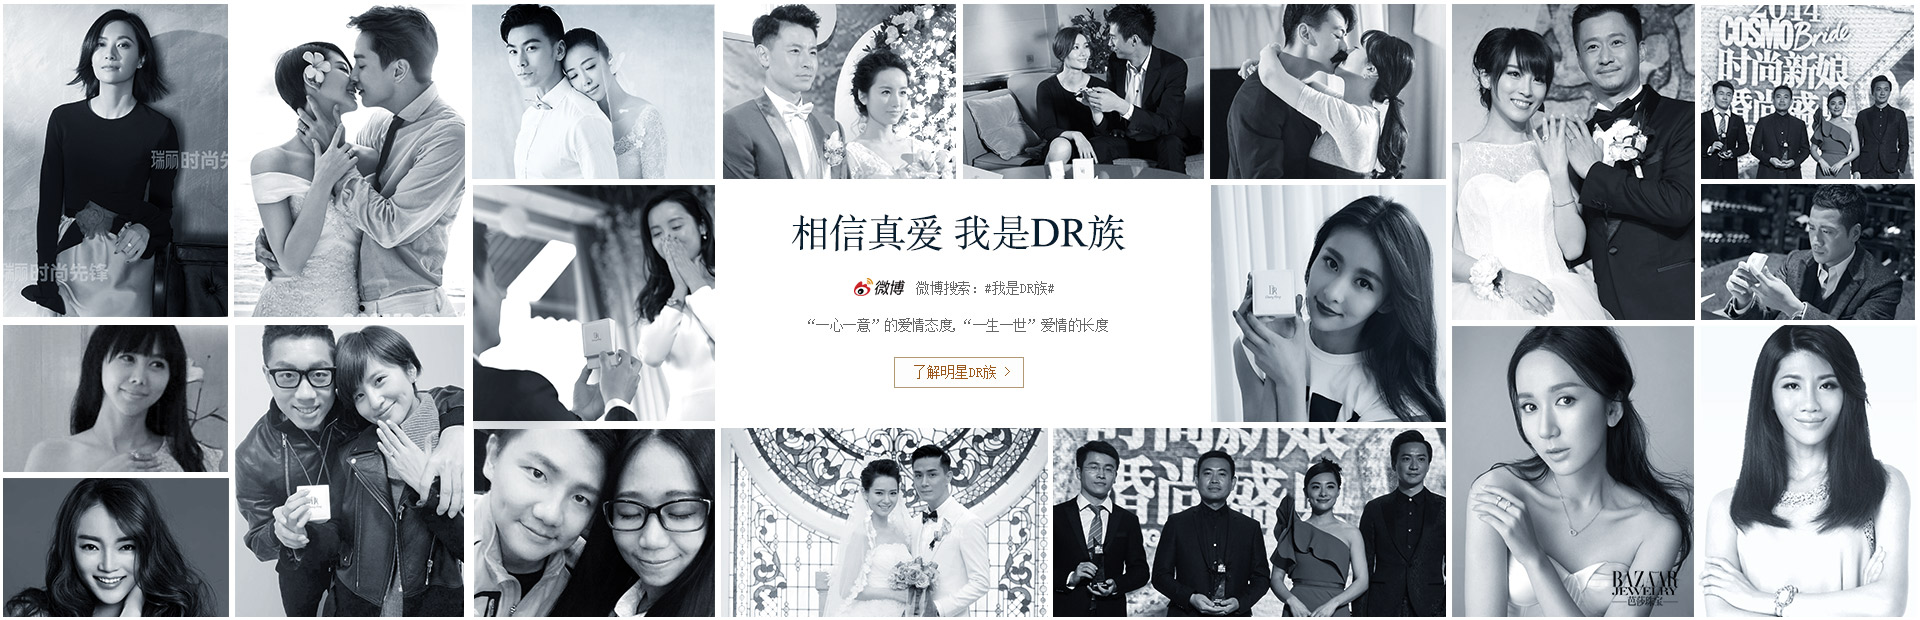 2014
COSMO Bride
时尚新娘
婚尚盛典
瑞丽时尚先
瑞丽时尚先锋
相信真爱 我是DR族
微博 微博搜索：#我是DR族#
“一心一意”的爱情态度,“一生一世”爱情的长度
了解明星DR族 >
DR
DR
DR
时尚新娘
婚尚盛典
BAZAAR
JEWELRY
芭莎珠宝